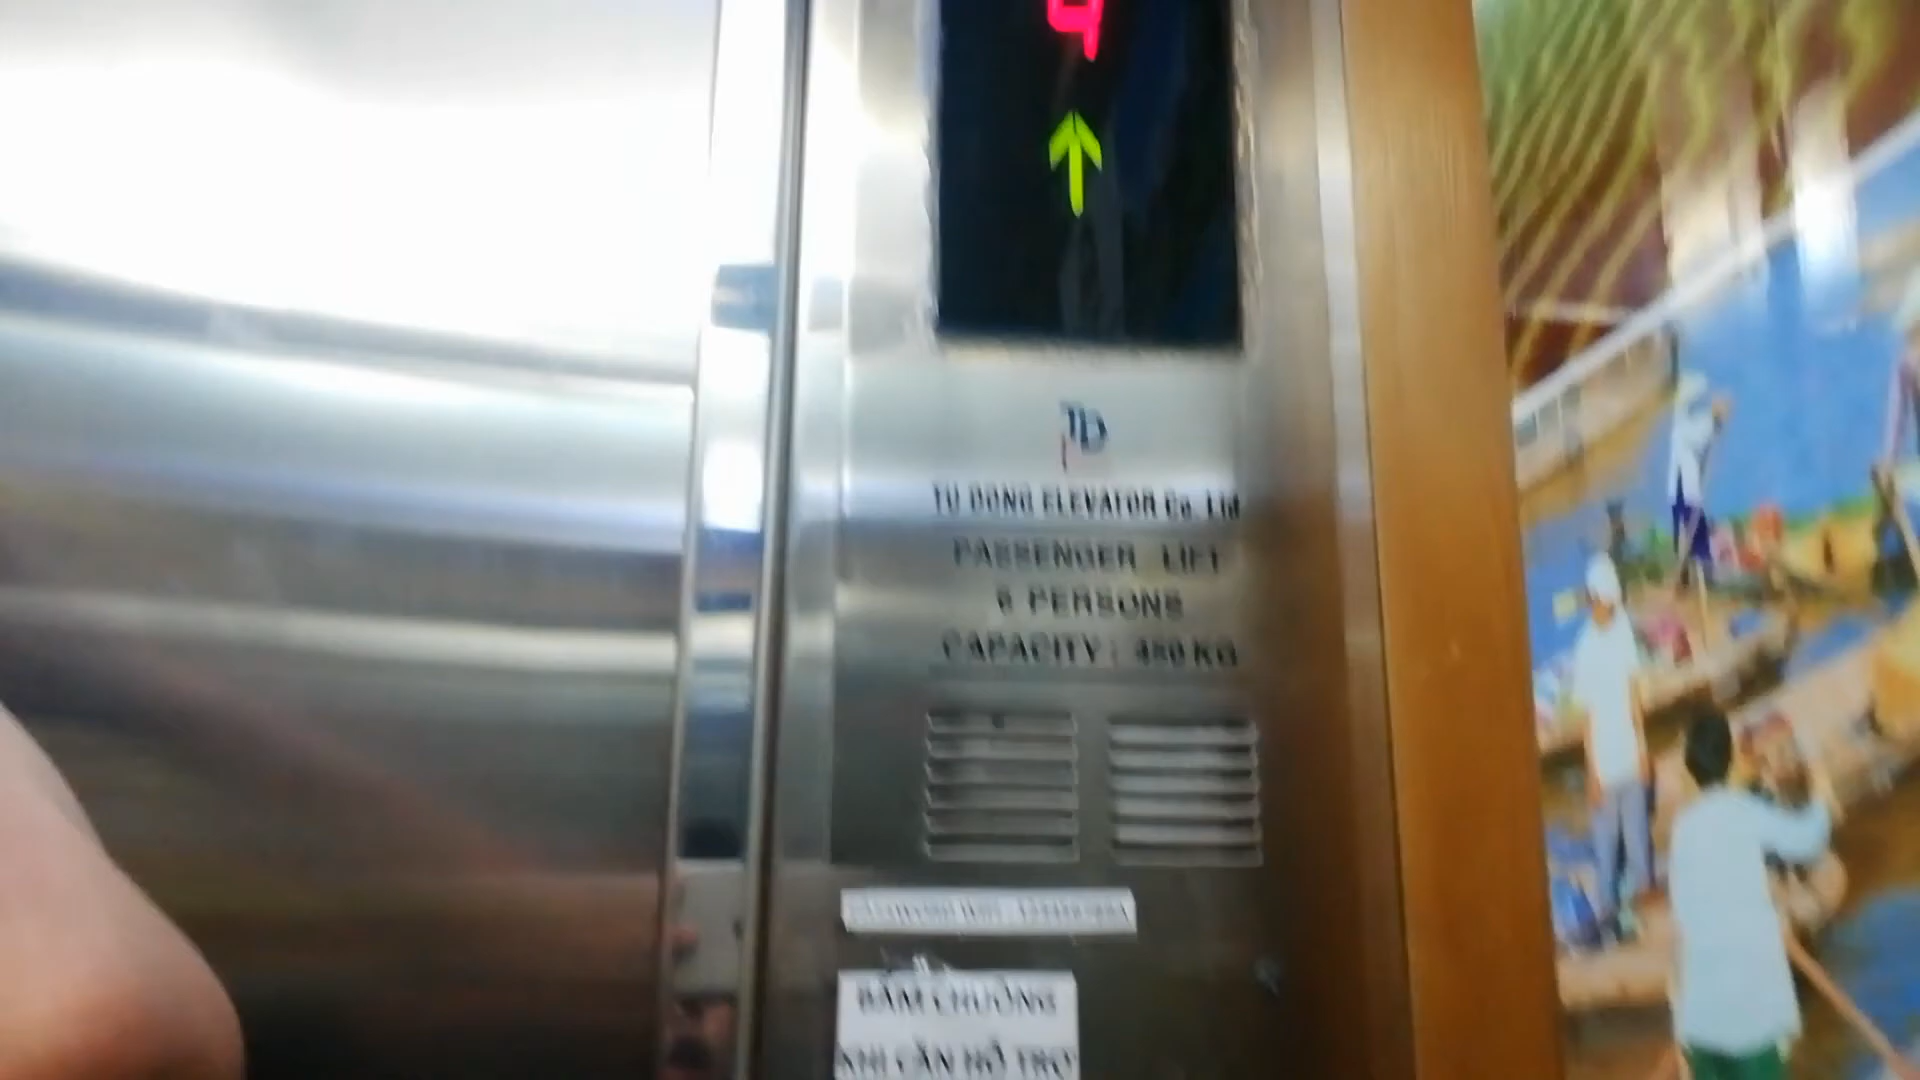 TD
TU DONG ELEVATOR Co. Ltd
PASSENGER LIFT
6 PERSONS
CAPACITY: 450 KG
BẤM CHUÔNG
KHI CẦN HỖ TRỢ